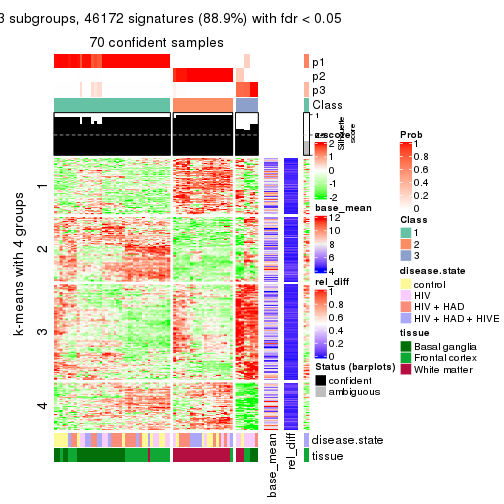 3 subgroups, 46172 signatures (88.9%) with fdr < 0.05
70 confident samples
p1
p2
p3
Class
1
Silhouette
score
z-score
2
1
0
-1
-2
base_mean
12
10
8
6
4
rel_diff
1
0.8
0.6
0.4
0.2
0
Status (barplots)
confident
ambiguous
Prob
1
0.8
0.6
0.4
0.2
0
Class
1
2
3
disease.state
control
HIV
HIV + HAD
HIV + HAD + HIVE
tissue
Basal ganglia
Frontal cortex
White matter
k-means with 4 groups
1
2
3
4
disease.state
tissue
base_mean
rel_diff